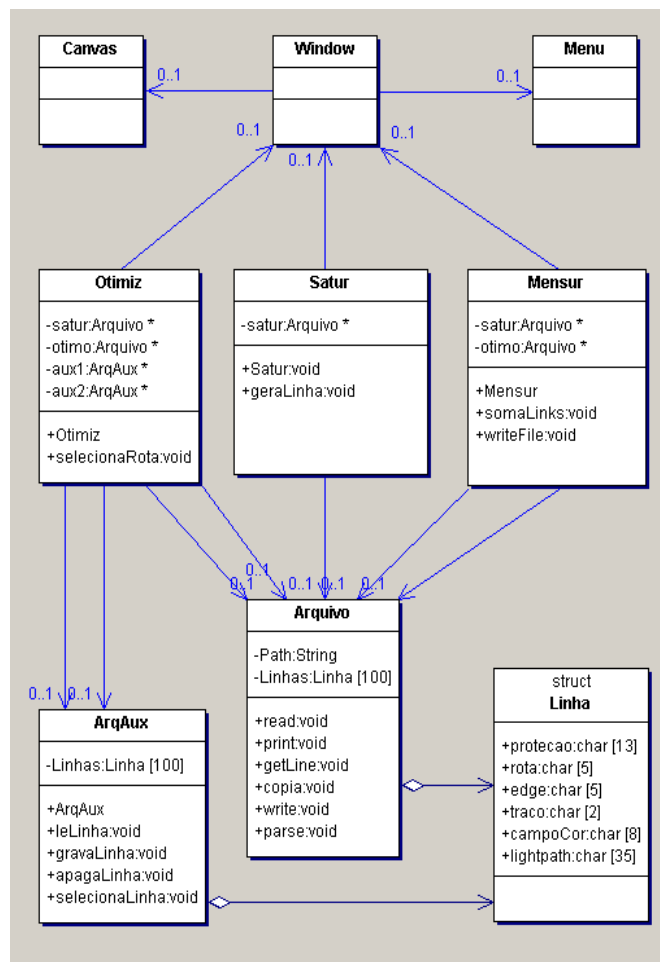 Canvas
Window
Menu
0..1
0..1
0..1
0..1
0..1
Otimiz
-satur:Arquivo *
-otimo:Arquivo *
-aux1:ArqAux *
-aux2:ArqAux *
+Otimiz
+selecionaRota:void
Satur
-satur:Arquivo *
+Satur:void
+geraLinha:void
Mensur
-satur:Arquivo *
-otimo:Arquivo *
+Mensur
+somaLinks:void
+writeFile:void
0..1
0..1
0..1
0..1
0..1
Arquivo
-Path:String
-Linhas:Linha [100]
+read:void
+print:void
+getLine:void
+copia:void
+write:void
+parse:void
0..1
0..1
ArqAux
-Linhas:Linha [100]
+ArqAux
+leLinha:void
+gravaLinha:void
+apagaLinha:void
+selecionaLinha:void
struct
Linha
+protecao:char [13]
+rota:char [5]
+edge:char [5]
+traco:char [2]
+campoCor:char [8]
+lightpath:char [35]